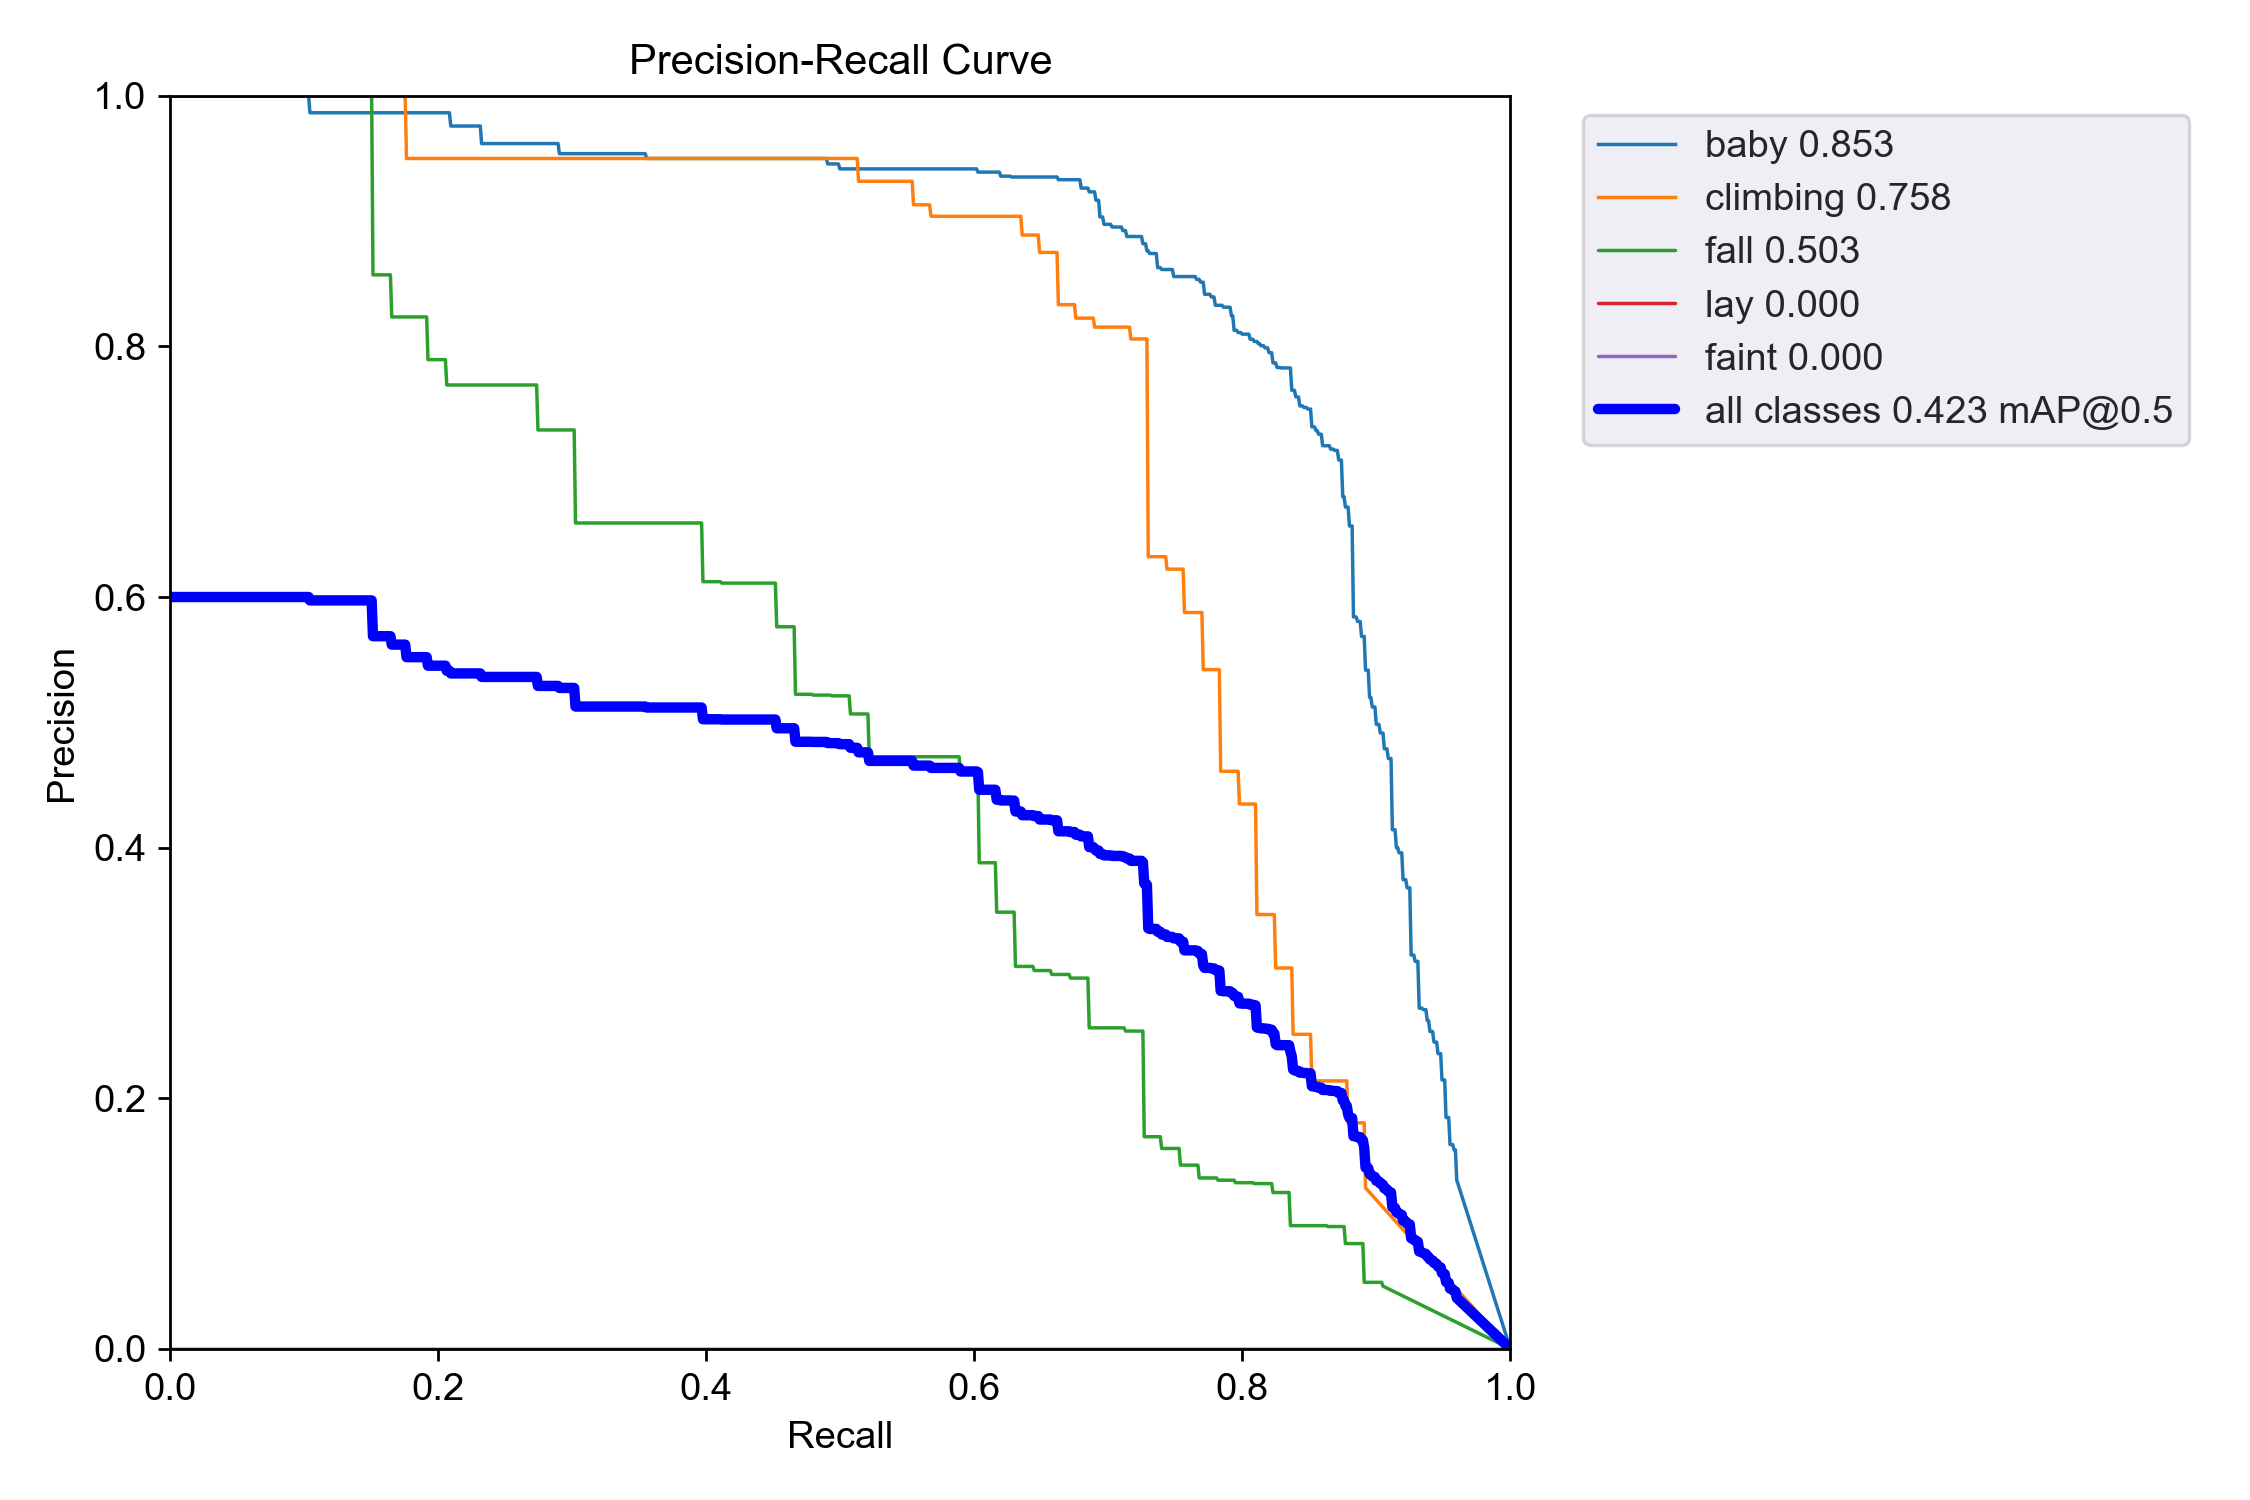 Precision-Recall Curve
1.0
0.8
0.6
0.4
0.2
0.0
Precision
0.0 0.2 0.4 0.6 0.8 1.0
Recall
baby 0.853
climbing 0.758
fall 0.503
lay 0.000
faint 0.000
all classes 0.423 mAP@0.5